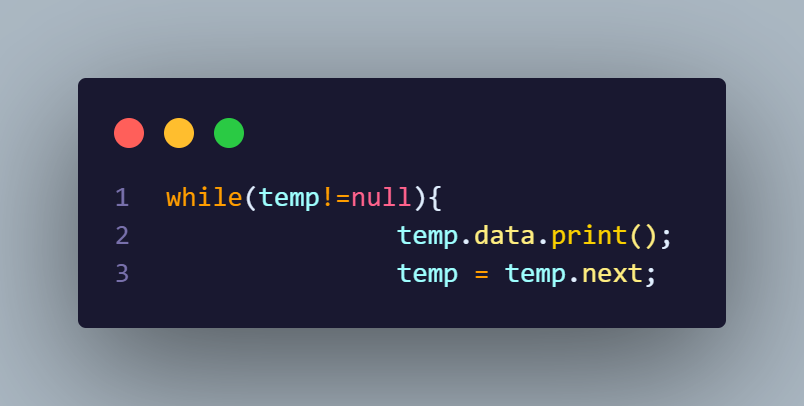 1 while(temp!=null){
2 temp.data.print();
3 temp = temp.next;